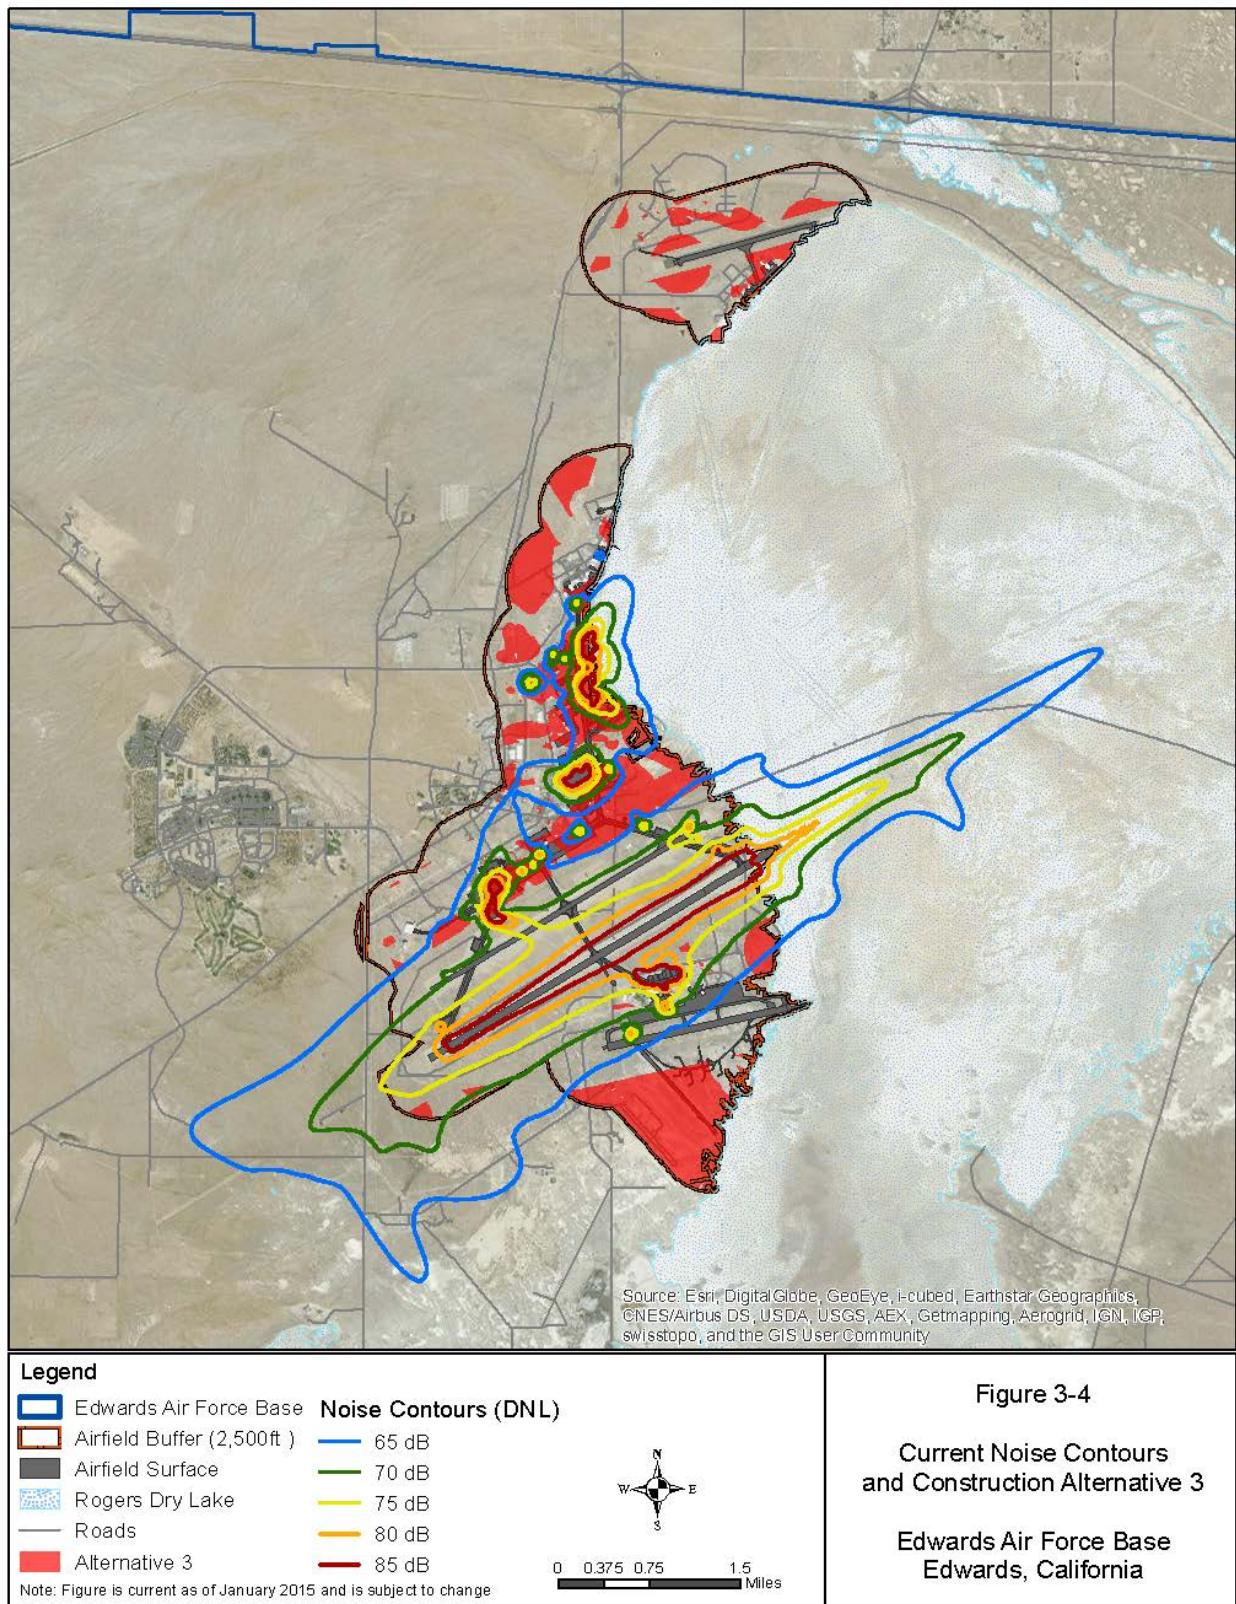 Source: Esri, DigitalGlobe, GeoEye, i-cubed, Earthstar Geographics,
CNES/Airbus DS, USDA, USGS, AEX, Getmapping, Aerogrid, IGN, IGP,
swisstopo, and the GIS User Community
Legend
Edwards Air Force Base
Airfield Buffer (2,500ft )
Airfield Surface
Rogers Dry Lake
Roads
Alternative 3
Note: Figure is current as of January 2015 and is subject to change
Noise Contours (DNL)
65 dB
70 dB
75 dB
80 dB
85 dB
N
W E
S
0 0.375 0.75 1.5
Miles
Figure 3-4
Current Noise Contours
and Construction Alternative 3
Edwards Air Force Base
Edwards, California